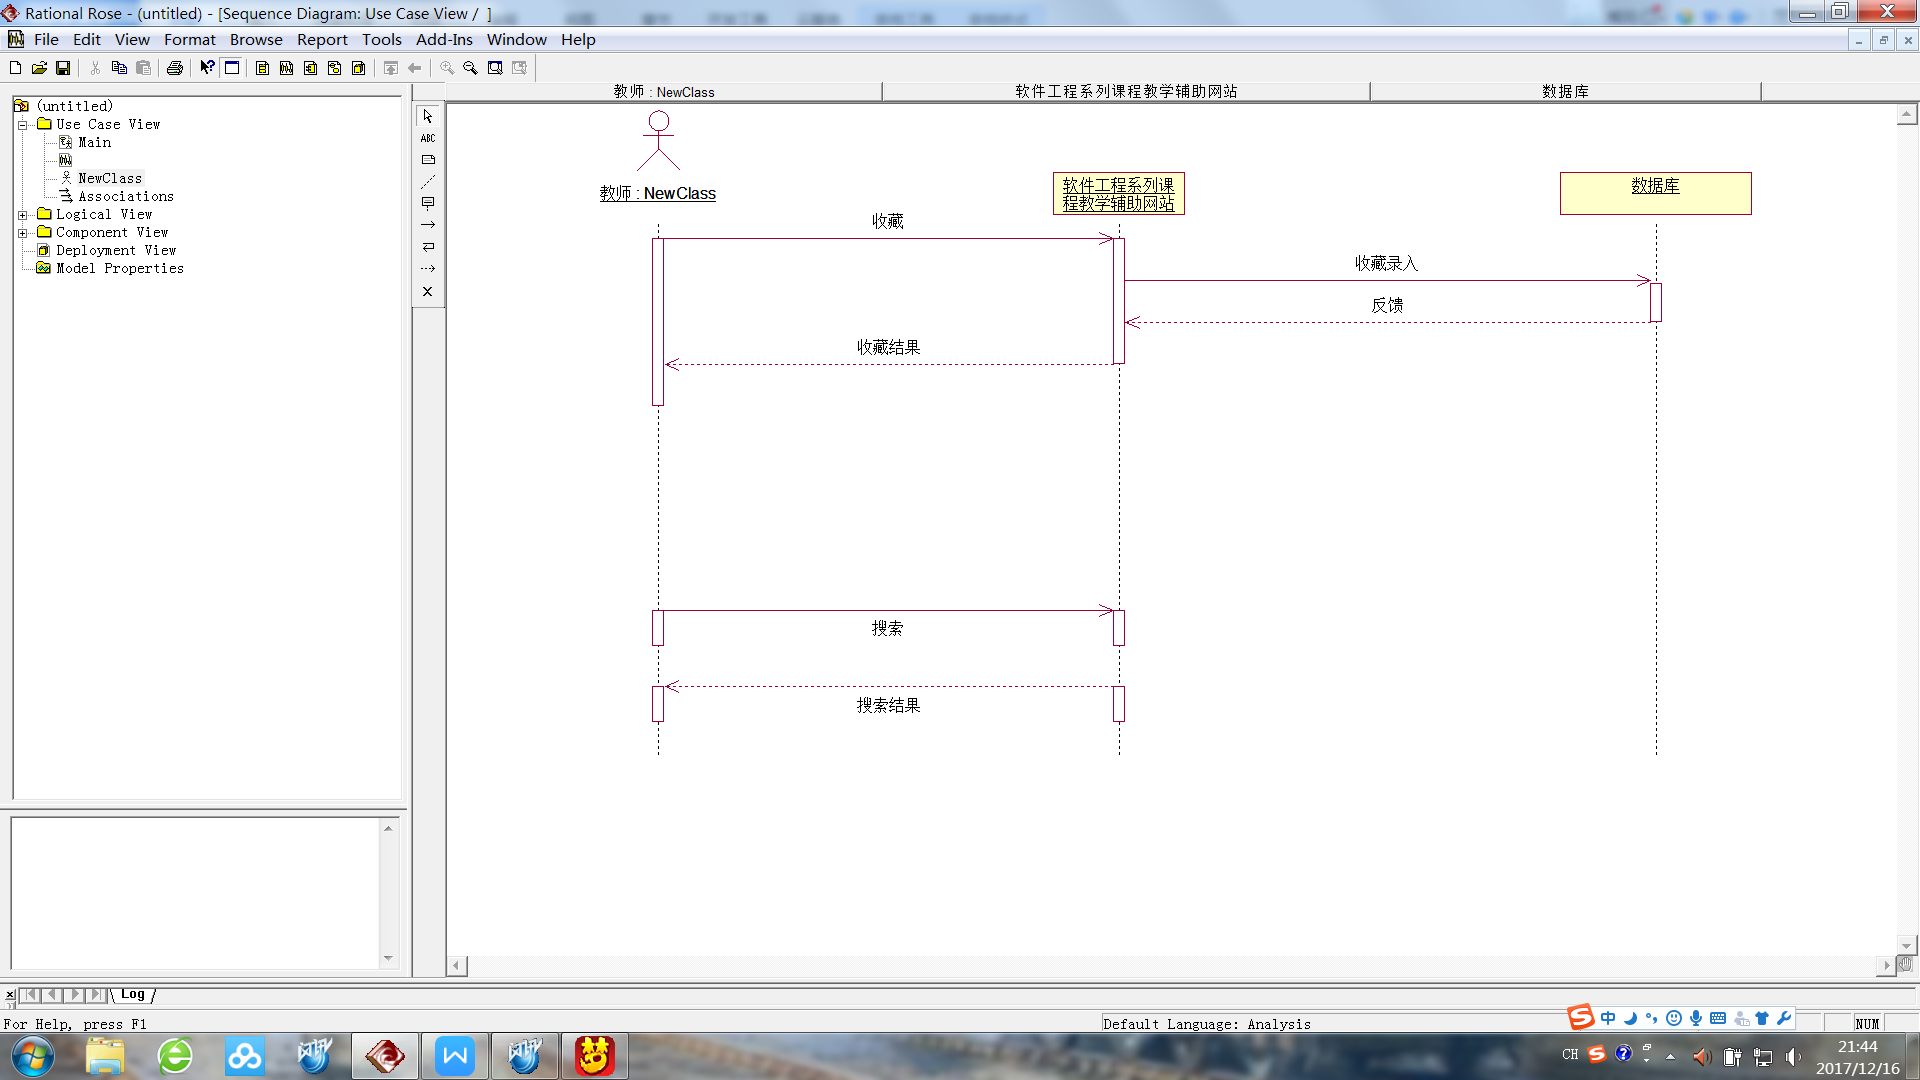 Rational Rose - (untitled) - [Sequence Diagram: Use Case View /  ]
File Edit View Format Browse Report Tools Add-Ins Window Help
教师 : NewClass
软件工程系列课程教学辅助网站
数据库
(untitled)
Use Case View
Main
NewClass
Associations
Logical View
Component View
Deployment View
Model Properties
ABC
教师 : NewClass
软件工程系列课
程教学辅助网站
数据库
收藏
收藏录入
反馈
收藏结果
搜索
搜索结果
Log
For Help, press F1
Default Language: Analysis
NUM
中
CH
21:44
2017/12/16